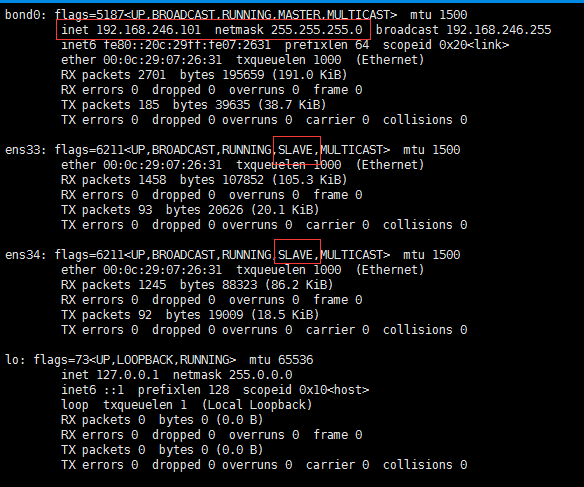 bond0: flags=5187<UP,BROADCAST,RUNNING,MASTER,MULTICAST>  mtu 1500
        inet 192.168.246.101  netmask 255.255.255.0  broadcast 192.168.246.255
        inet6 fe80::20c:29ff:fe07:2631  prefixlen 64  scopeid 0x20<link>
        ether 00:0c:29:07:26:31  txqueuelen 1000  (Ethernet)
        RX packets 2701  bytes 195659 (191.0 KiB)
        RX errors 0  dropped 0  overruns 0  frame 0
        TX packets 185  bytes 39635 (38.7 KiB)
        TX errors 0  dropped 0 overruns 0  carrier 0  collisions 0

ens33: flags=6211<UP,BROADCAST,RUNNING,SLAVE,MULTICAST>  mtu 1500
        ether 00:0c:29:07:26:31  txqueuelen 1000  (Ethernet)
        RX packets 1458  bytes 107852 (105.3 KiB)
        RX errors 0  dropped 0  overruns 0  frame 0
        TX packets 93  bytes 20626 (20.1 KiB)
        TX errors 0  dropped 0 overruns 0  carrier 0  collisions 0

ens34: flags=6211<UP,BROADCAST,RUNNING,SLAVE,MULTICAST>  mtu 1500
        ether 00:0c:29:07:26:31  txqueuelen 1000  (Ethernet)
        RX packets 1245  bytes 88323 (86.2 KiB)
        RX errors 0  dropped 0  overruns 0  frame 0
        TX packets 92  bytes 19009 (18.5 KiB)
        TX errors 0  dropped 0 overruns 0  carrier 0  collisions 0

lo: flags=73<UP,LOOPBACK,RUNNING>  mtu 65536
        inet 127.0.0.1  netmask 255.0.0.0
        inet6 ::1  prefixlen 128  scopeid 0x10<host>
        loop  txqueuelen 1  (Local Loopback)
        RX packets 0  bytes 0 (0.0 B)
        RX errors 0  dropped 0  overruns 0  frame 0
        TX packets 0  bytes 0 (0.0 B)
        TX errors 0  dropped 0 overruns 0  carrier 0  collisions 0